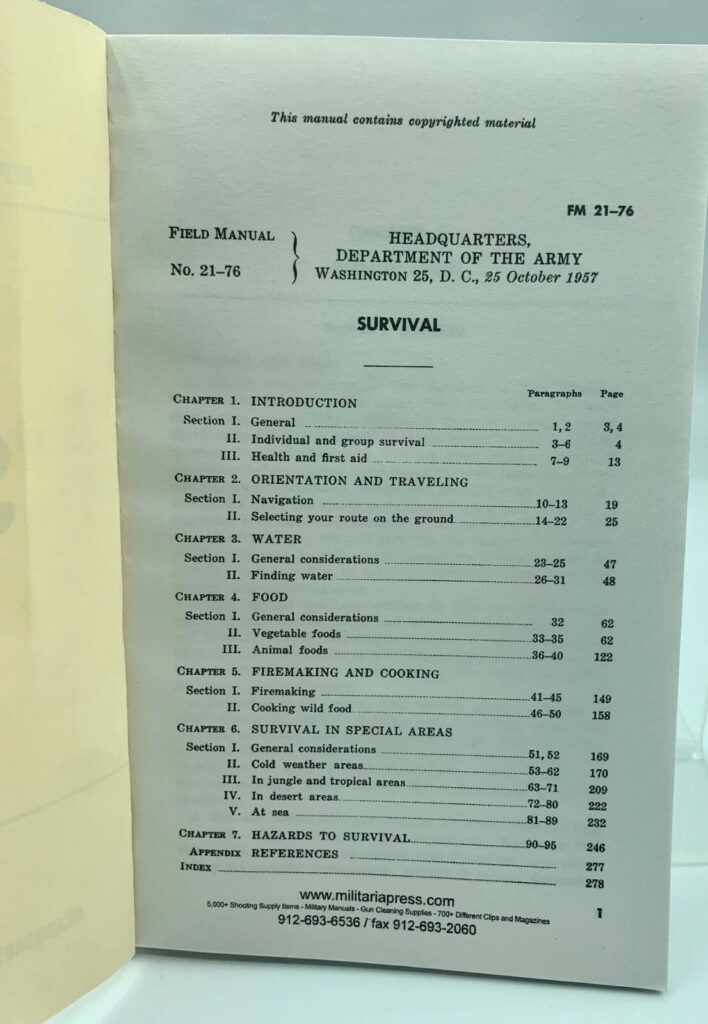 This manual contains copyrighted material
FM 21–76
FIELD MANUAL
No. 21–76
HEADQUARTERS,
DEPARTMENT OF THE ARMY
WASHINGTON 25, D. C., 25 October 1957
SURVIVAL
Paragraphs Page
CHAPTER 1. INTRODUCTION
Section I. General 1, 2 3, 4
II. Individual and group survival 3–6 4
III. Health and first aid 7–9 13
CHAPTER 2. ORIENTATION AND TRAVELING
Section I. Navigation 10–13 19
II. Selecting your route on the ground 14–22 25
CHAPTER 3. WATER
Section I. General considerations 23–25 47
II. Finding water 26–31 48
CHAPTER 4. FOOD
Section I. General considerations 32 62
II. Vegetable foods 33–35 62
III. Animal foods 36–40 122
CHAPTER 5. FIREMAKING AND COOKING
Section I. Firemaking 41–45 149
II. Cooking wild food 46–50 158
CHAPTER 6. SURVIVAL IN SPECIAL AREAS
Section I. General considerations 51, 52 169
II. Cold weather areas 53–62 170
III. In jungle and tropical areas 63–71 209
IV. In desert areas 72–80 222
V. At sea 81–89 232
CHAPTER 7. HAZARDS TO SURVIVAL 90–95 246
APPENDIX REFERENCES 277
INDEX 278
www.militariapress.com
5,000+ Shooting Supply Items - Military Manuals - Gun Cleaning Supplies - 700+ Different Clips and Magazines
912-693-6536 / fax 912-693-2060
1